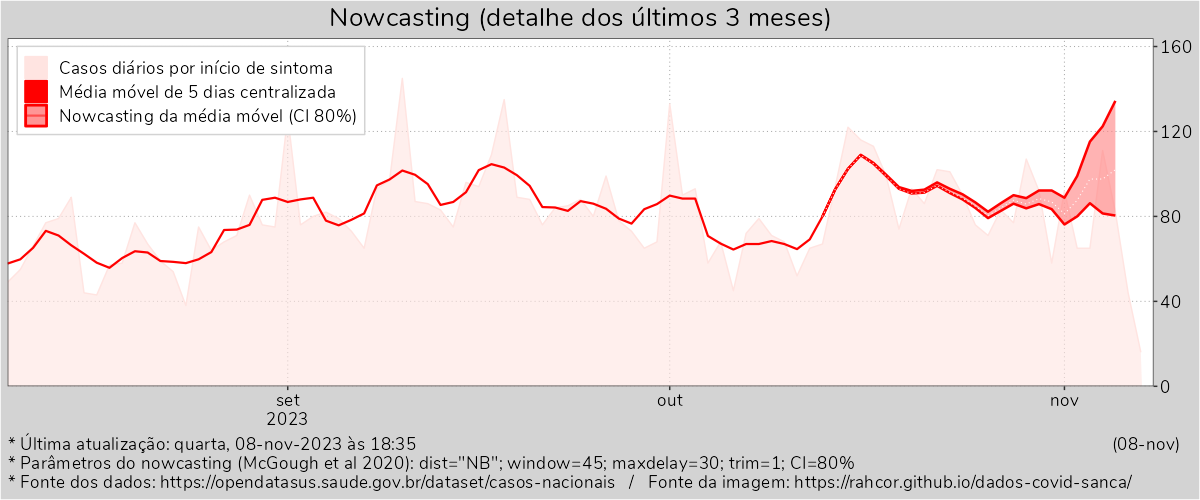 Nowcasting (detalhe dos últimos 3 meses)
Casos diários por início de sintoma
Média móvel de 5 dias centralizada
Nowcasting da média móvel (CI 80%)
160
120
80
40
0
set
2023
out
nov
* Última atualização: quarta, 08-nov-2023 às 18:35
(08-nov)
* Parâmetros do nowcasting (McGough et al 2020): dist="NB"; window=45; maxdelay=30; trim=1; CI=80%
* Fonte dos dados: https://opendatasus.saude.gov.br/dataset/casos-nacionais / Fonte da imagem: https://rahcor.github.io/dados-covid-sanca/